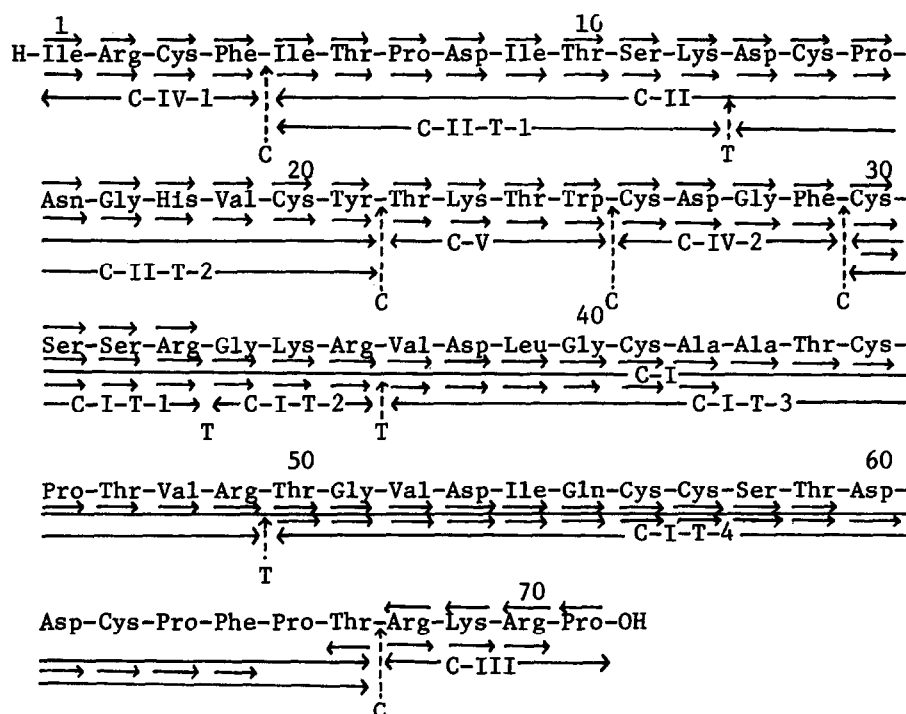 1 10
H-Ile-Arg-Cys-Phe-Ile-Thr-Pro-Asp-Ile-Thr-Ser-Lys-Asp-Cys-Pro-
C-IV-1 C-II
C-II-T-1 T
C
20 30
Asn-Gly-His-Val-Cys-Tyr-Thr-Lys-Thr-Trp-Cys-Asp-Gly-Phe-Cys-
C-V C-IV-2
C-II-T-2
C C C
40
Ser-Ser-Arg-Gly-Lys-Arg-Val-Asp-Leu-Gly-Cys-Ala-Ala-Thr-Cys-
C-I
C-I-T-1 C-I-T-2 C-I-T-3
T T
50 60
Pro-Thr-Val-Arg-Thr-Gly-Val-Asp-Ile-Gln-Cys-Cys-Ser-Thr-Asp-
C-I-T-4
T
70
Asp-Cys-Pro-Phe-Pro-Thr-Arg-Lys-Arg-Pro-OH
C-III
C